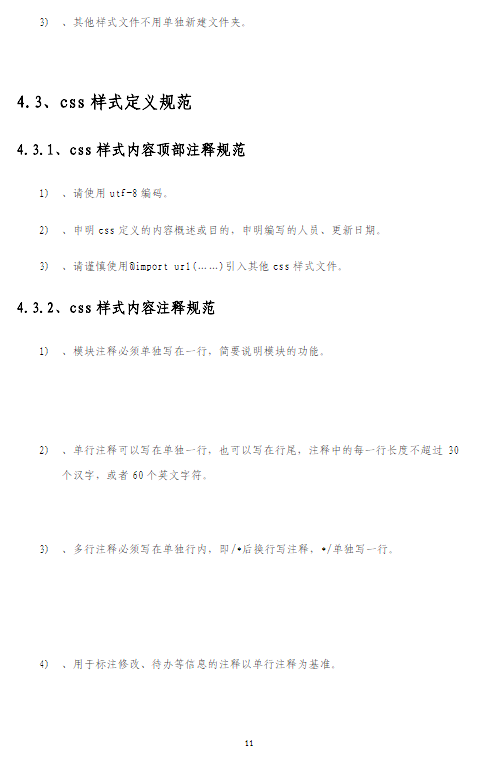 3) 、其他样式文件不用单独新建文件夹。
4.3、css 样式定义规范
4.3.1、css 样式内容顶部注释规范
1) 、请使用 utf-8 编码。
2) 、申明 css 定义的内容概述或目的，申明编写的人员、更新日期。
3) 、请谨慎使用@import url(……)引入其他 css 样式文件。
4.3.2、css 样式内容注释规范
1) 、模块注释必须单独写在一行，简要说明模块的功能。
2) 、单行注释可以写在单独一行，也可以写在行尾，注释中的每一行长度不超过 30
个汉字，或者 60 个英文字符。
3) 、多行注释必须写在单独行内，即/*后换行写注释，*/单独写一行。
4) 、用于标注修改、待办等信息的注释以单行注释为基准。
11